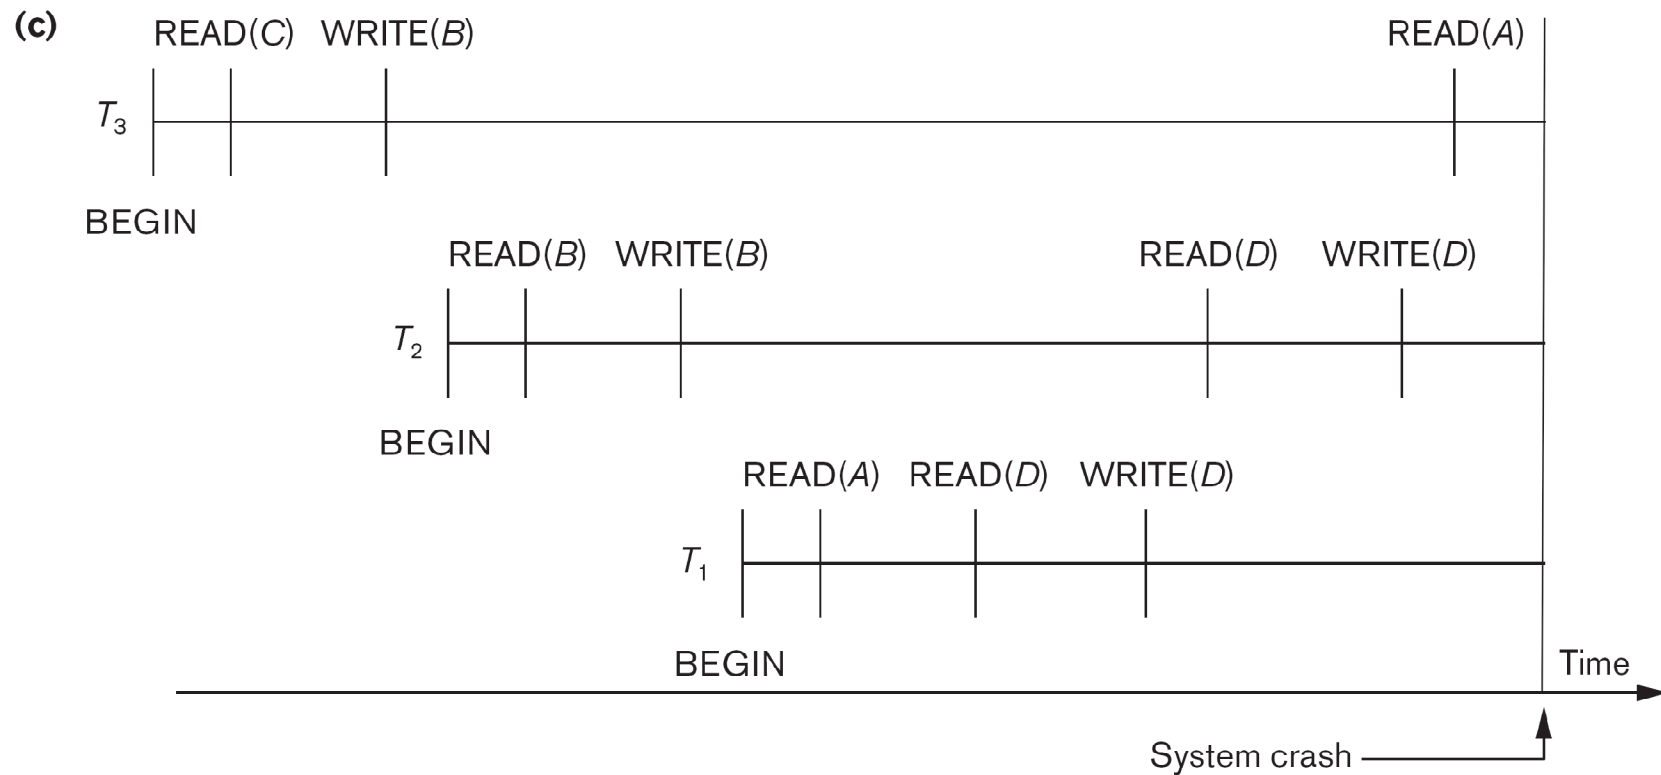 (c)
READ(C) WRITE(B) READ(A)
T3
BEGIN
READ(B) WRITE(B) READ(D) WRITE(D)
T2
BEGIN
READ(A) READ(D) WRITE(D)
T1
BEGIN
Time
System crash